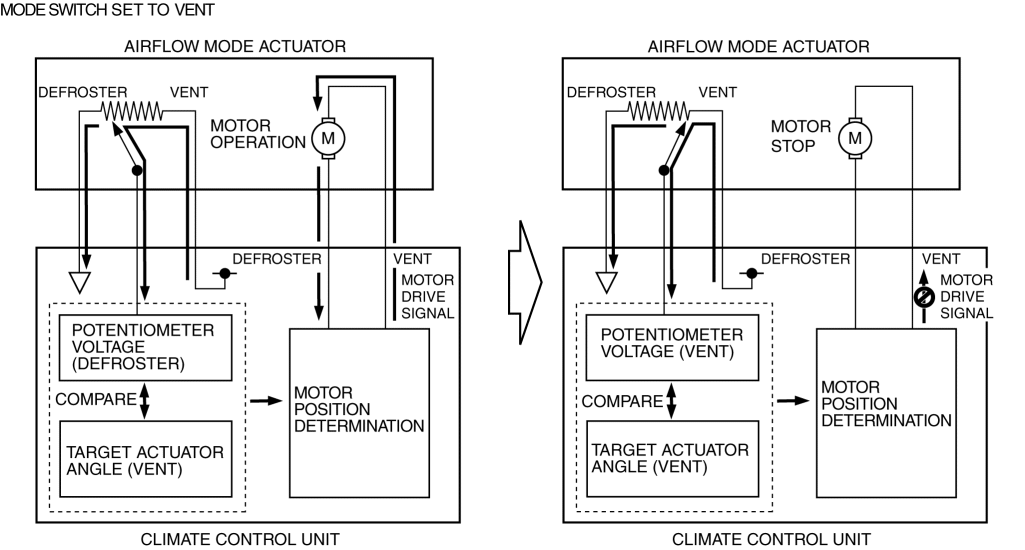 MODE SWITCH SET TO VENT
AIRFLOW MODE ACTUATOR
DEFROSTER
VENT
MOTOR
OPERATION
M
DEFROSTER
VENT
MOTOR
DRIVE
SIGNAL
POTENTIOMETER
VOLTAGE
(DEFROSTER)
COMPARE
TARGET ACTUATOR
ANGLE (VENT)
MOTOR
POSITION
DETERMINATION
CLIMATE CONTROL UNIT
AIRFLOW MODE ACTUATOR
DEFROSTER
VENT
MOTOR
STOP
M
DEFROSTER
VENT
MOTOR
DRIVE
SIGNAL
POTENTIOMETER
VOLTAGE (VENT)
COMPARE
TARGET ACTUATOR
ANGLE (VENT)
MOTOR
POSITION
DETERMINATION
CLIMATE CONTROL UNIT